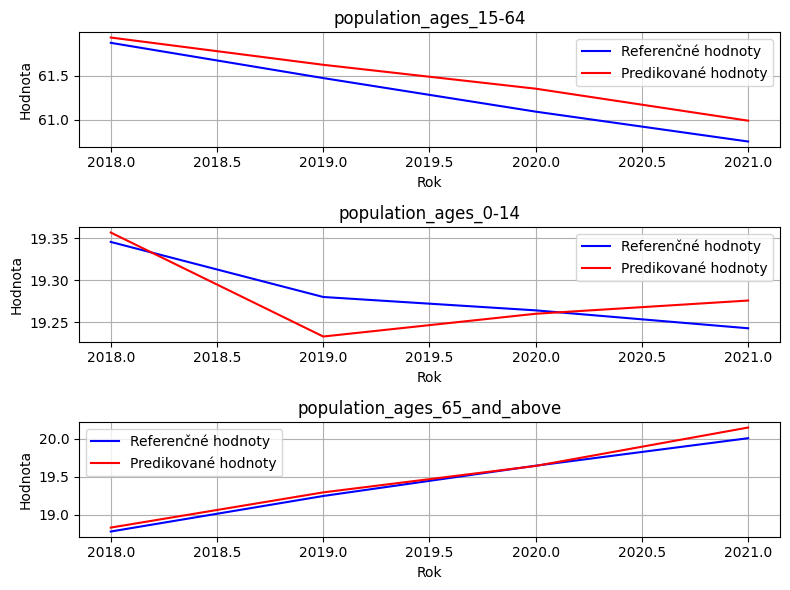 population_ages_15-64
Hodnota
61.5
61.0
Referenčné hodnoty
Predikované hodnoty
2018.0 2018.5 2019.0 2019.5 2020.0 2020.5 2021.0
Rok
population_ages_0-14
Hodnota
19.35
19.30
19.25
Referenčné hodnoty
Predikované hodnoty
2018.0 2018.5 2019.0 2019.5 2020.0 2020.5 2021.0
Rok
population_ages_65_and_above
Hodnota
20.0
19.5
19.0
Referenčné hodnoty
Predikované hodnoty
2018.0 2018.5 2019.0 2019.5 2020.0 2020.5 2021.0
Rok